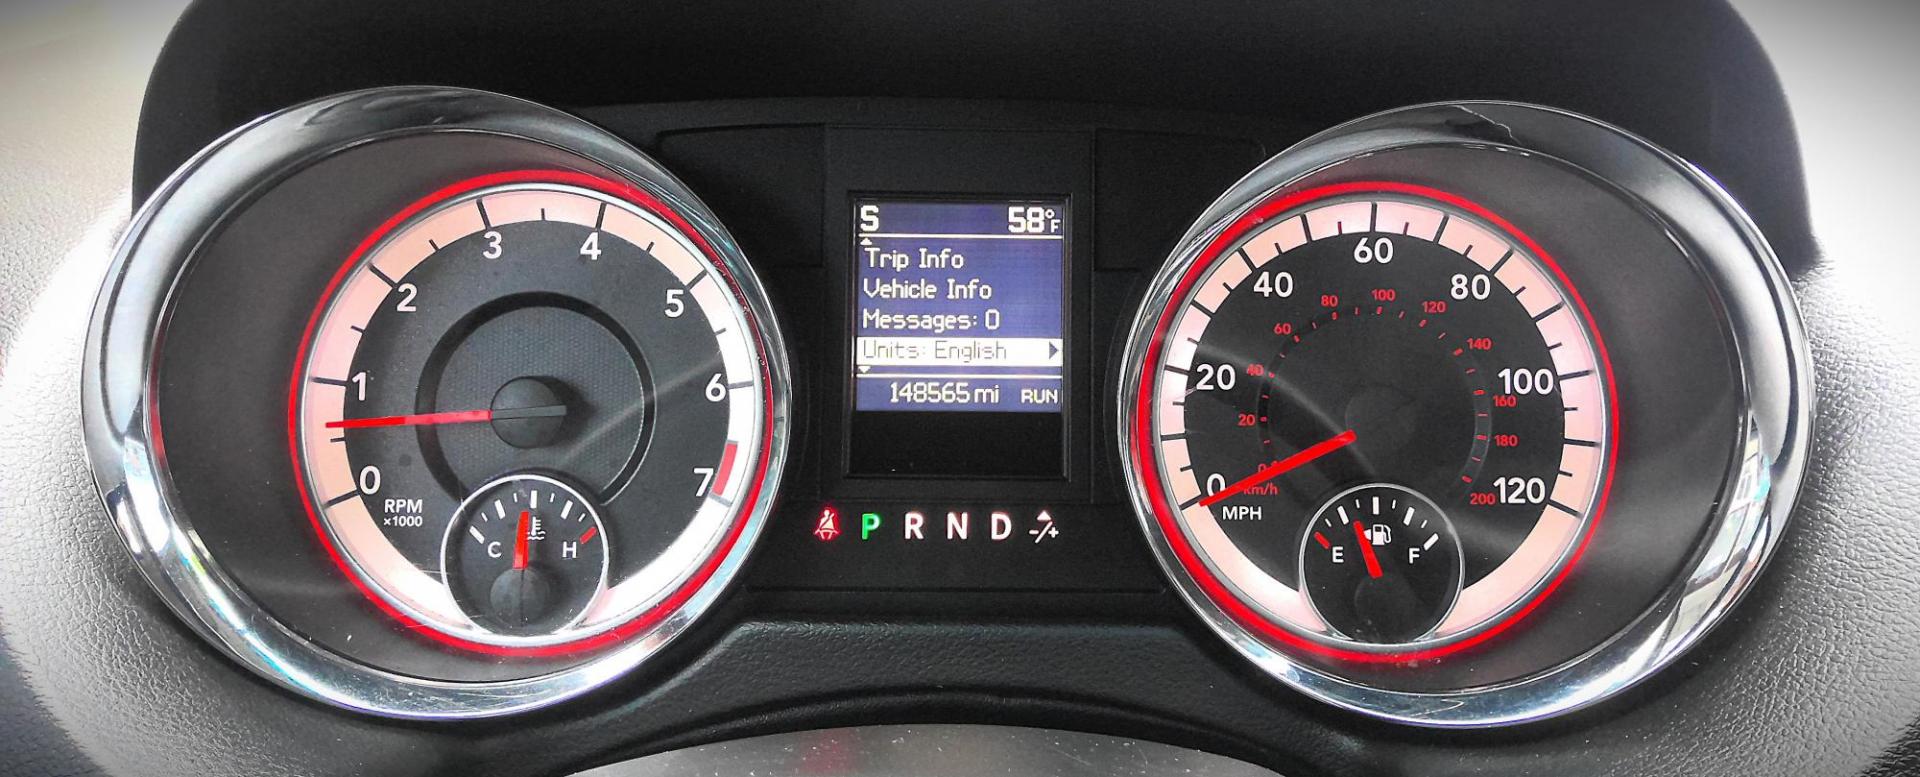 3 4
2 5
1 6
0 7
RPM
×1000
C H
S 58°F
Trip Info
Vehicle Info
Messages: 0
Units: English
148565 mi RUN
P R N D -/+
60
40 80
20 100
0 120
MPH
80 100 120
60 140
40 160
20 180
200
km/h
E F